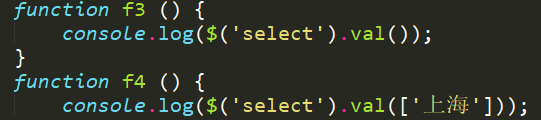 function f3 () {
    console.log($('select').val());
}
function f4 () {
    console.log($('select').val(['上海']));